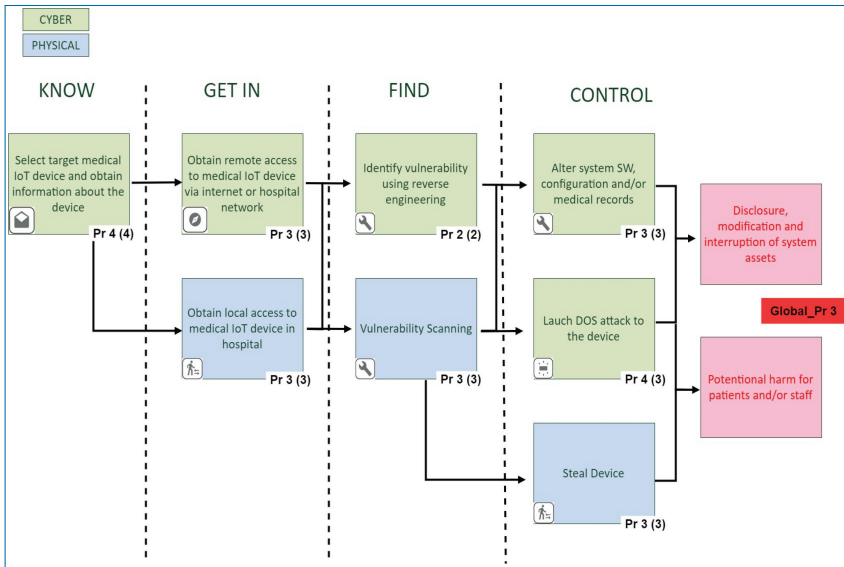 CYBER
PHYSICAL
KNOW
GET IN
FIND
CONTROL
Select target medical
IoT device and obtain
information about the
device
Pr 4 (4)
Obtain remote access
to medical IoT device
via internet or hospital
network
Pr 3 (3)
Identify vulnerability
using reverse
engineering
Pr 2 (2)
Alter system SW,
configuration and/or
medical records
Pr 3 (3)
Disclosure,
modification and
interruption of system
assets
Global_Pr 3
Obtain local access to
medical IoT device in
hospital
Pr 3 (3)
Vulnerability Scanning
Pr 3 (3)
Lauch DOS attack to
the device
Pr 4 (3)
Potential harm for
patients and/or staff
Steal Device
Pr 3 (3)